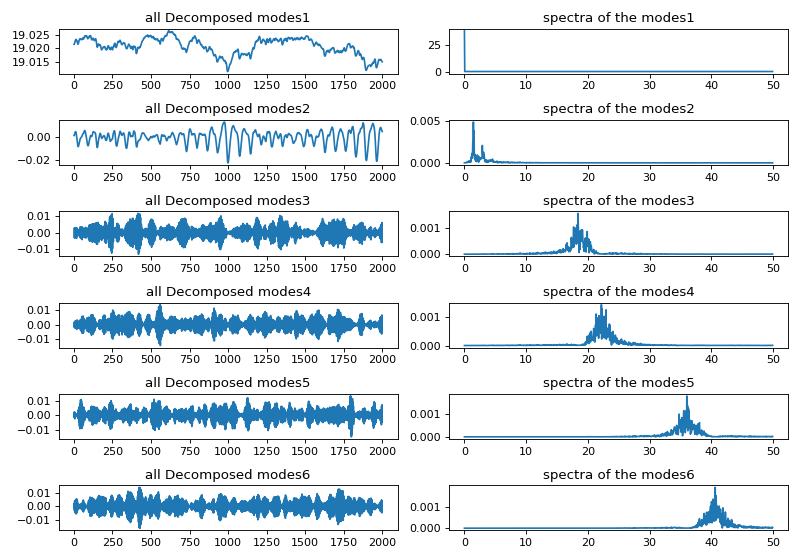 all Decomposed modes1
19.025
19.020
19.015
0 250 500 750 1000 1250 1500 1750 2000
spectra of the modes1
25
0
0 10 20 30 40 50
all Decomposed modes2
0.00
−0.02
0 250 500 750 1000 1250 1500 1750 2000
spectra of the modes2
0.005
0.000
0 10 20 30 40 50
all Decomposed modes3
0.01
0.00
−0.01
0 250 500 750 1000 1250 1500 1750 2000
spectra of the modes3
0.001
0.000
0 10 20 30 40 50
all Decomposed modes4
0.01
0.00
−0.01
0 250 500 750 1000 1250 1500 1750 2000
spectra of the modes4
0.001
0.000
0 10 20 30 40 50
all Decomposed modes5
0.01
0.00
−0.01
0 250 500 750 1000 1250 1500 1750 2000
spectra of the modes5
0.001
0.000
0 10 20 30 40 50
all Decomposed modes6
0.01
0.00
−0.01
0 250 500 750 1000 1250 1500 1750 2000
spectra of the modes6
0.001
0.000
0 10 20 30 40 50